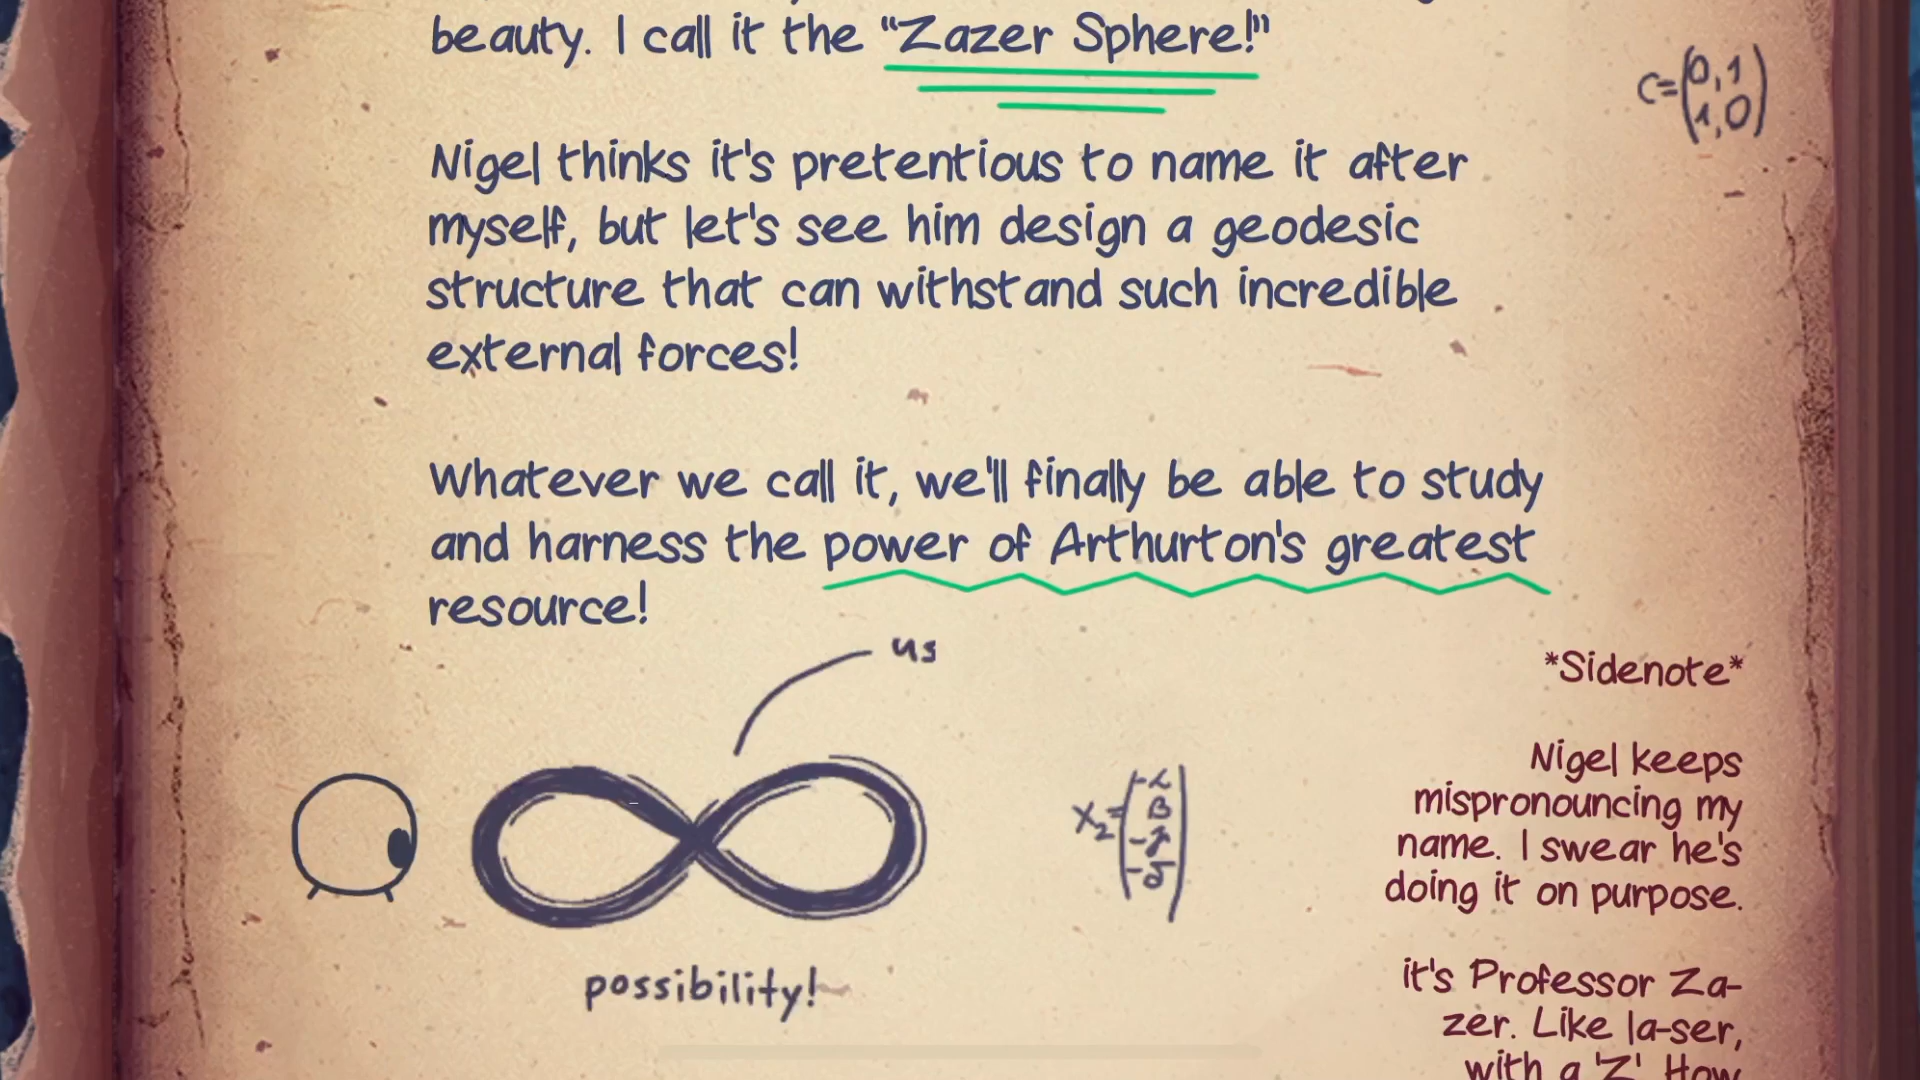 beauty. I call it the “Zazer Sphere!”
C=(0,1
1,0)
Nigel thinks it's pretentious to name it after
myself, but let's see him design a geodesic
structure that can withstand such incredible
external forces!
Whatever we call it, we'll finally be able to study
and harness the power of Arthurton's greatest
resource!
us
possibility!
*Sidenote*
Nigel keeps
mispronouncing my
name. I swear he's
doing it on purpose.
it's Professor Za-
zer. Like la-ser,
with a 'Z'. How